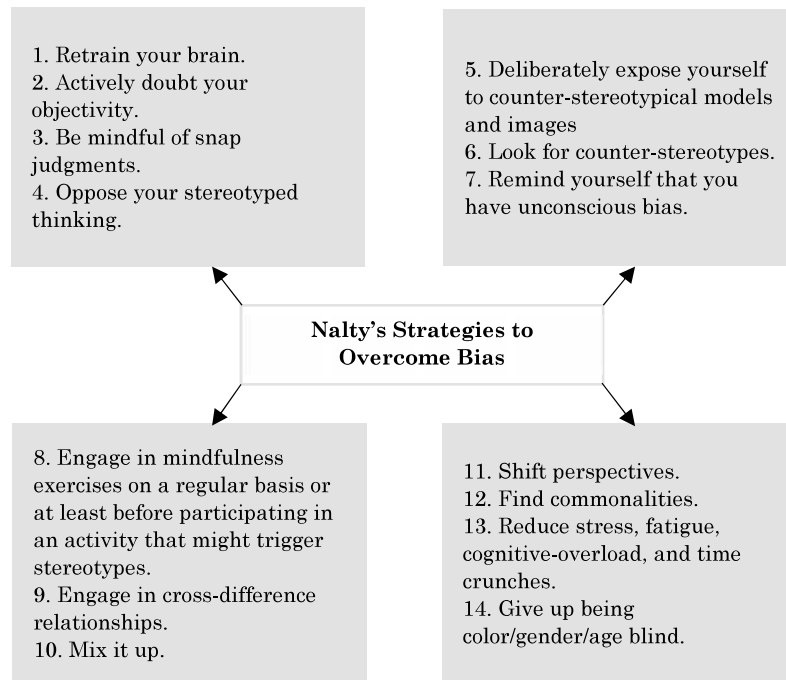 1. Retrain your brain.
2. Actively doubt your
objectivity.
3. Be mindful of snap
judgments.
4. Oppose your stereotyped
thinking.
5. Deliberately expose yourself
to counter-stereotypical models
and images
6. Look for counter-stereotypes.
7. Remind yourself that you
have unconscious bias.
Nalty's Strategies to
Overcome Bias
8. Engage in mindfulness
exercises on a regular basis or
at least before participating in
an activity that might trigger
stereotypes.
9. Engage in cross-difference
relationships.
10. Mix it up.
11. Shift perspectives.
12. Find commonalities.
13. Reduce stress, fatigue,
cognitive-overload, and time
crunches.
14. Give up being
color/gender/age blind.